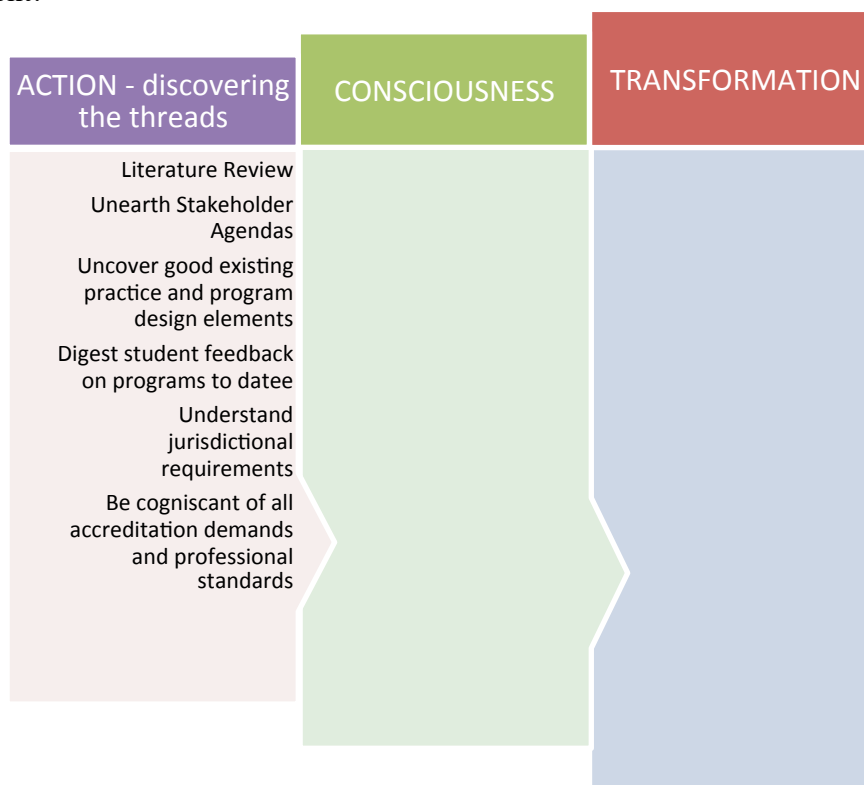 ACTION - discovering
the threads
CONSCIOUSNESS
TRANSFORMATION
Literature Review
Unearth Stakeholder
Agendas
Uncover good existing
practice and program
design elements
Digest student feedback
on programs to datee
Understand
jurisdictional
requirements
Be cogniscant of all
accreditation demands
and professional
standards